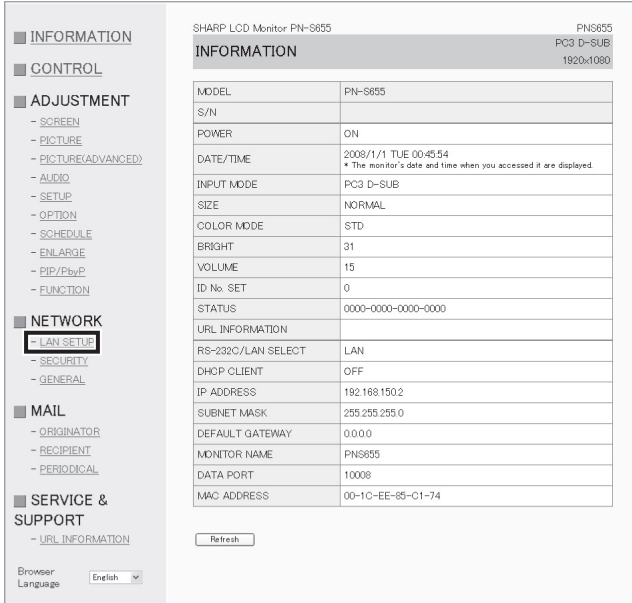 INFORMATION
CONTROL
ADJUSTMENT
- SCREEN
- PICTURE
- PICTURE(ADVANCED)
- AUDIO
- SETUP
- OPTION
- SCHEDULE
- ENLARGE
- PIP/PbyP
- FUNCTION
NETWORK
- LAN SETUP
- SECURITY
- GENERAL
MAIL
- ORIGINATOR
- RECIPIENT
- PERIODICAL
SERVICE &
SUPPORT
- URL INFORMATION
Browser
Language
English
SHARP LCD Monitor PN-S655 PNS655
INFORMATION PC3 D-SUB
1920x1080
MODEL PN-S655
S/N
POWER ON
DATE/TIME 2008/1/1 TUE 00:45:54
* The monitor's date and time when you accessed it are displayed.
INPUT MODE PC3 D-SUB
SIZE NORMAL
COLOR MODE STD
BRIGHT 31
VOLUME 15
ID No. SET 0
STATUS 0000-0000-0000-0000
URL INFORMATION
RS-232C/LAN SELECT LAN
DHCP CLIENT OFF
IP ADDRESS 192.168.150.2
SUBNET MASK 255.255.255.0
DEFAULT GATEWAY 0.0.0.0
MONITOR NAME PNS655
DATA PORT 10008
MAC ADDRESS 00-1C-EE-85-C1-74
Refresh